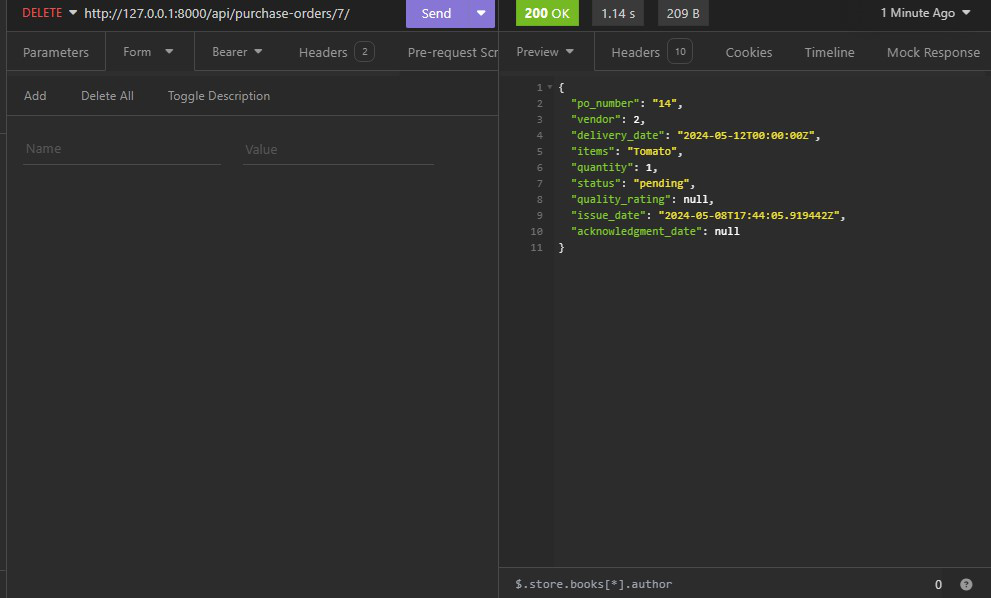 DELETE http://127.0.0.1:8000/api/purchase-orders/7/ Send 200 OK 1.14 s 209 B 1 Minute Ago
Parameters Form Bearer Headers 2 Pre-request Scr Preview Headers 10 Cookies Timeline Mock Response
Add Delete All Toggle Description
Name Value
1 {
2 "po_number": "14",
3 "vendor": 2,
4 "delivery_date": "2024-05-12T00:00:00Z",
5 "items": "Tomato",
6 "quantity": 1,
7 "status": "pending",
8 "quality_rating": null,
9 "issue_date": "2024-05-08T17:44:05.919442Z",
10 "acknowledgment_date": null
11 }
$.store.books[*].author 0 ?